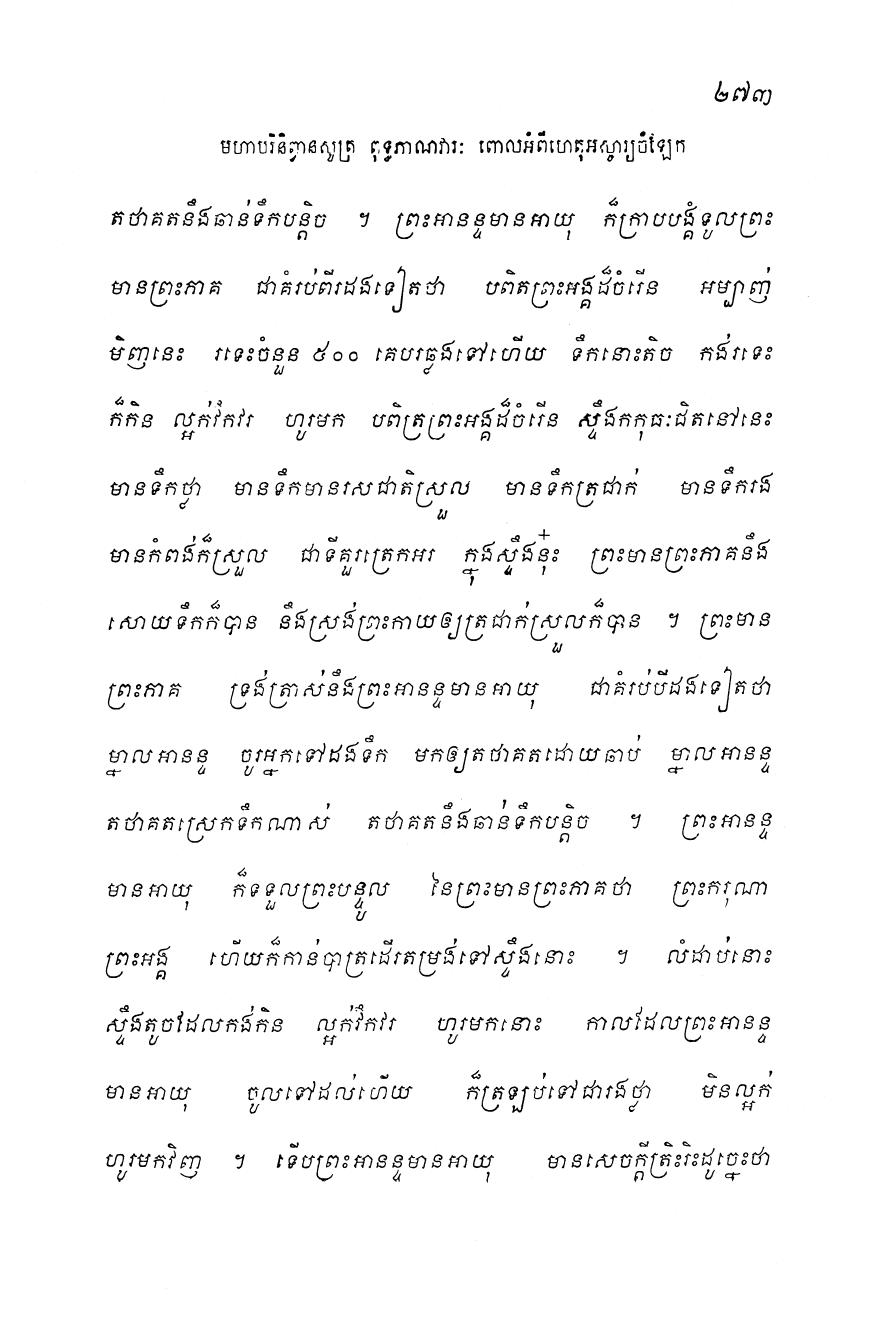 ២៧៣
មហាបរិនិព្វានសូត្រ ពុទ្ធភាណវារៈ ពោលអំពីហេតុអស្ចារ្យចំឡែក
តថាគតនឹងឆាន់ទឹកបន្តិច ។ ព្រះអានន្ទមានអាយុ ក៏ក្រាបបង្គំទូលព្រះ
មានព្រះភាគ ជាគំរប់ពីរដងទៀតថា បពិតព្រះអង្គដ៏ចំរើន អម្បាញ់
មិញនេះ រទេះចំនួន ៥០០ គេបរឆ្លងទៅហើយ ទឹកនោះតិច កង់រទេះ
ក៏កិន ល្អក់វឹកវរ ហូរមក បពិត្រព្រះអង្គដ៏ចំរើន ស្ទឹងកកុធៈជិតនៅនេះ
មានទឹកថ្លា មានទឹកមានរសជាតិស្រួល មានទឹកត្រជាក់ មានទឹករង
មានកំពង់ក៏ស្រួល ជាទីគួរត្រេកអរ ក្នុងស្ទឹងនុ៎ះ ព្រះមានព្រះភាគនឹង
សោយទឹកក៏បាន នឹងស្រង់ព្រះកាយឲ្យត្រជាក់ស្រួលក៏បាន ។ ព្រះមាន
ព្រះភាគ ទ្រង់ត្រាស់នឹងព្រះអានន្ទមានអាយុ ជាគំរប់បីដងទៀតថា
ម្នាលអានន្ទ ចូរអ្នកទៅដងទឹក មកឲ្យតថាគតដោយឆាប់ ម្នាលអានន្ទ
តថាគតស្រេកទឹកណាស់ តថាគតនឹងឆាន់ទឹកបន្តិច ។ ព្រះអានន្ទ
មានអាយុ ក៏ទទួលព្រះបន្ទូល នៃព្រះមានព្រះភាគថា ព្រះករុណា
ព្រះអង្គ ហើយក៏កាន់បាត្រដើរតម្រង់ទៅស្ទឹងនោះ ។ លំដាប់នោះ
ស្ទឹងតូចដែលកង់កិន ល្អក់វឹកវរ ហូរមកនោះ កាលដែលព្រះអានន្ទ
មានអាយុ ចូលទៅដល់ហើយ ក៏ត្រឡប់ទៅជារងថ្លា មិនល្អក់
ហូរមកវិញ ។ ទើបព្រះអានន្ទមានអាយុ មានសេចក្តីត្រិះរិះដូច្នេះថា